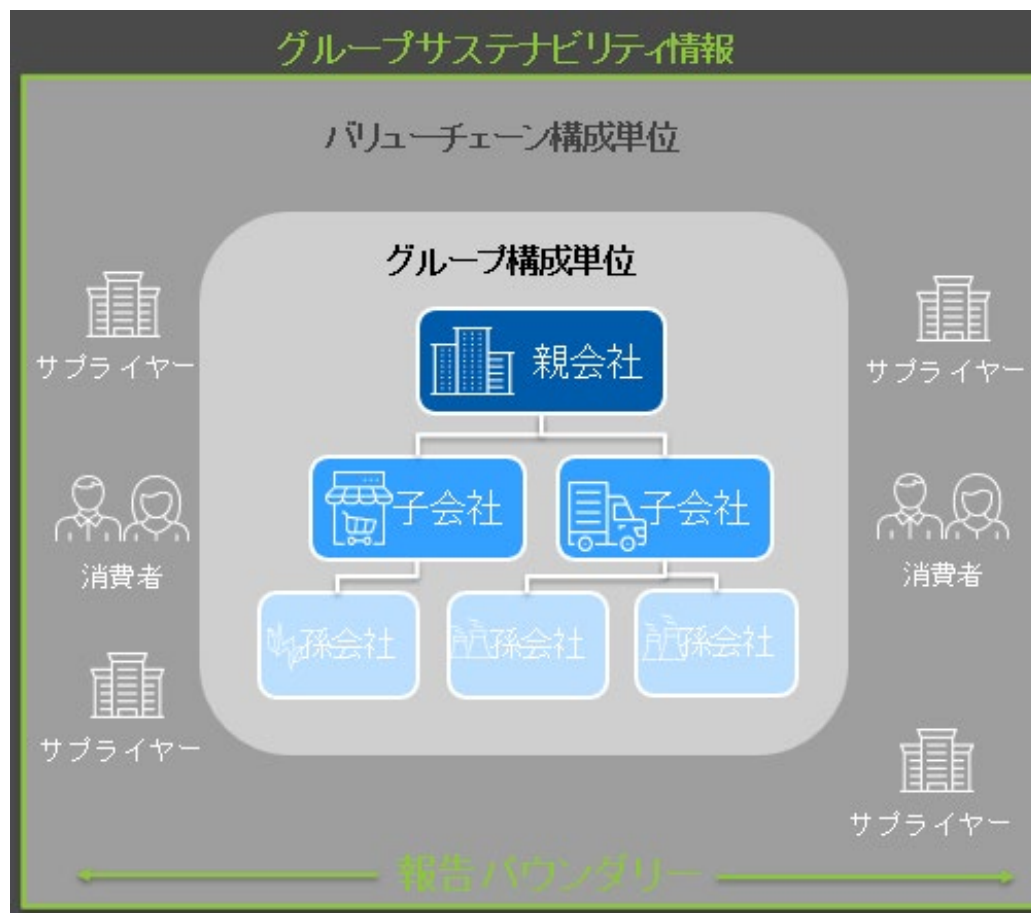 グループサステナビリティ情報
バリューチェーン構成単位
グループ構成単位
サプライヤー
サプライヤー
親会社
子会社
子会社
消費者
消費者
孫会社
孫会社
孫会社
サプライヤー
サプライヤー
報告バウンダリー